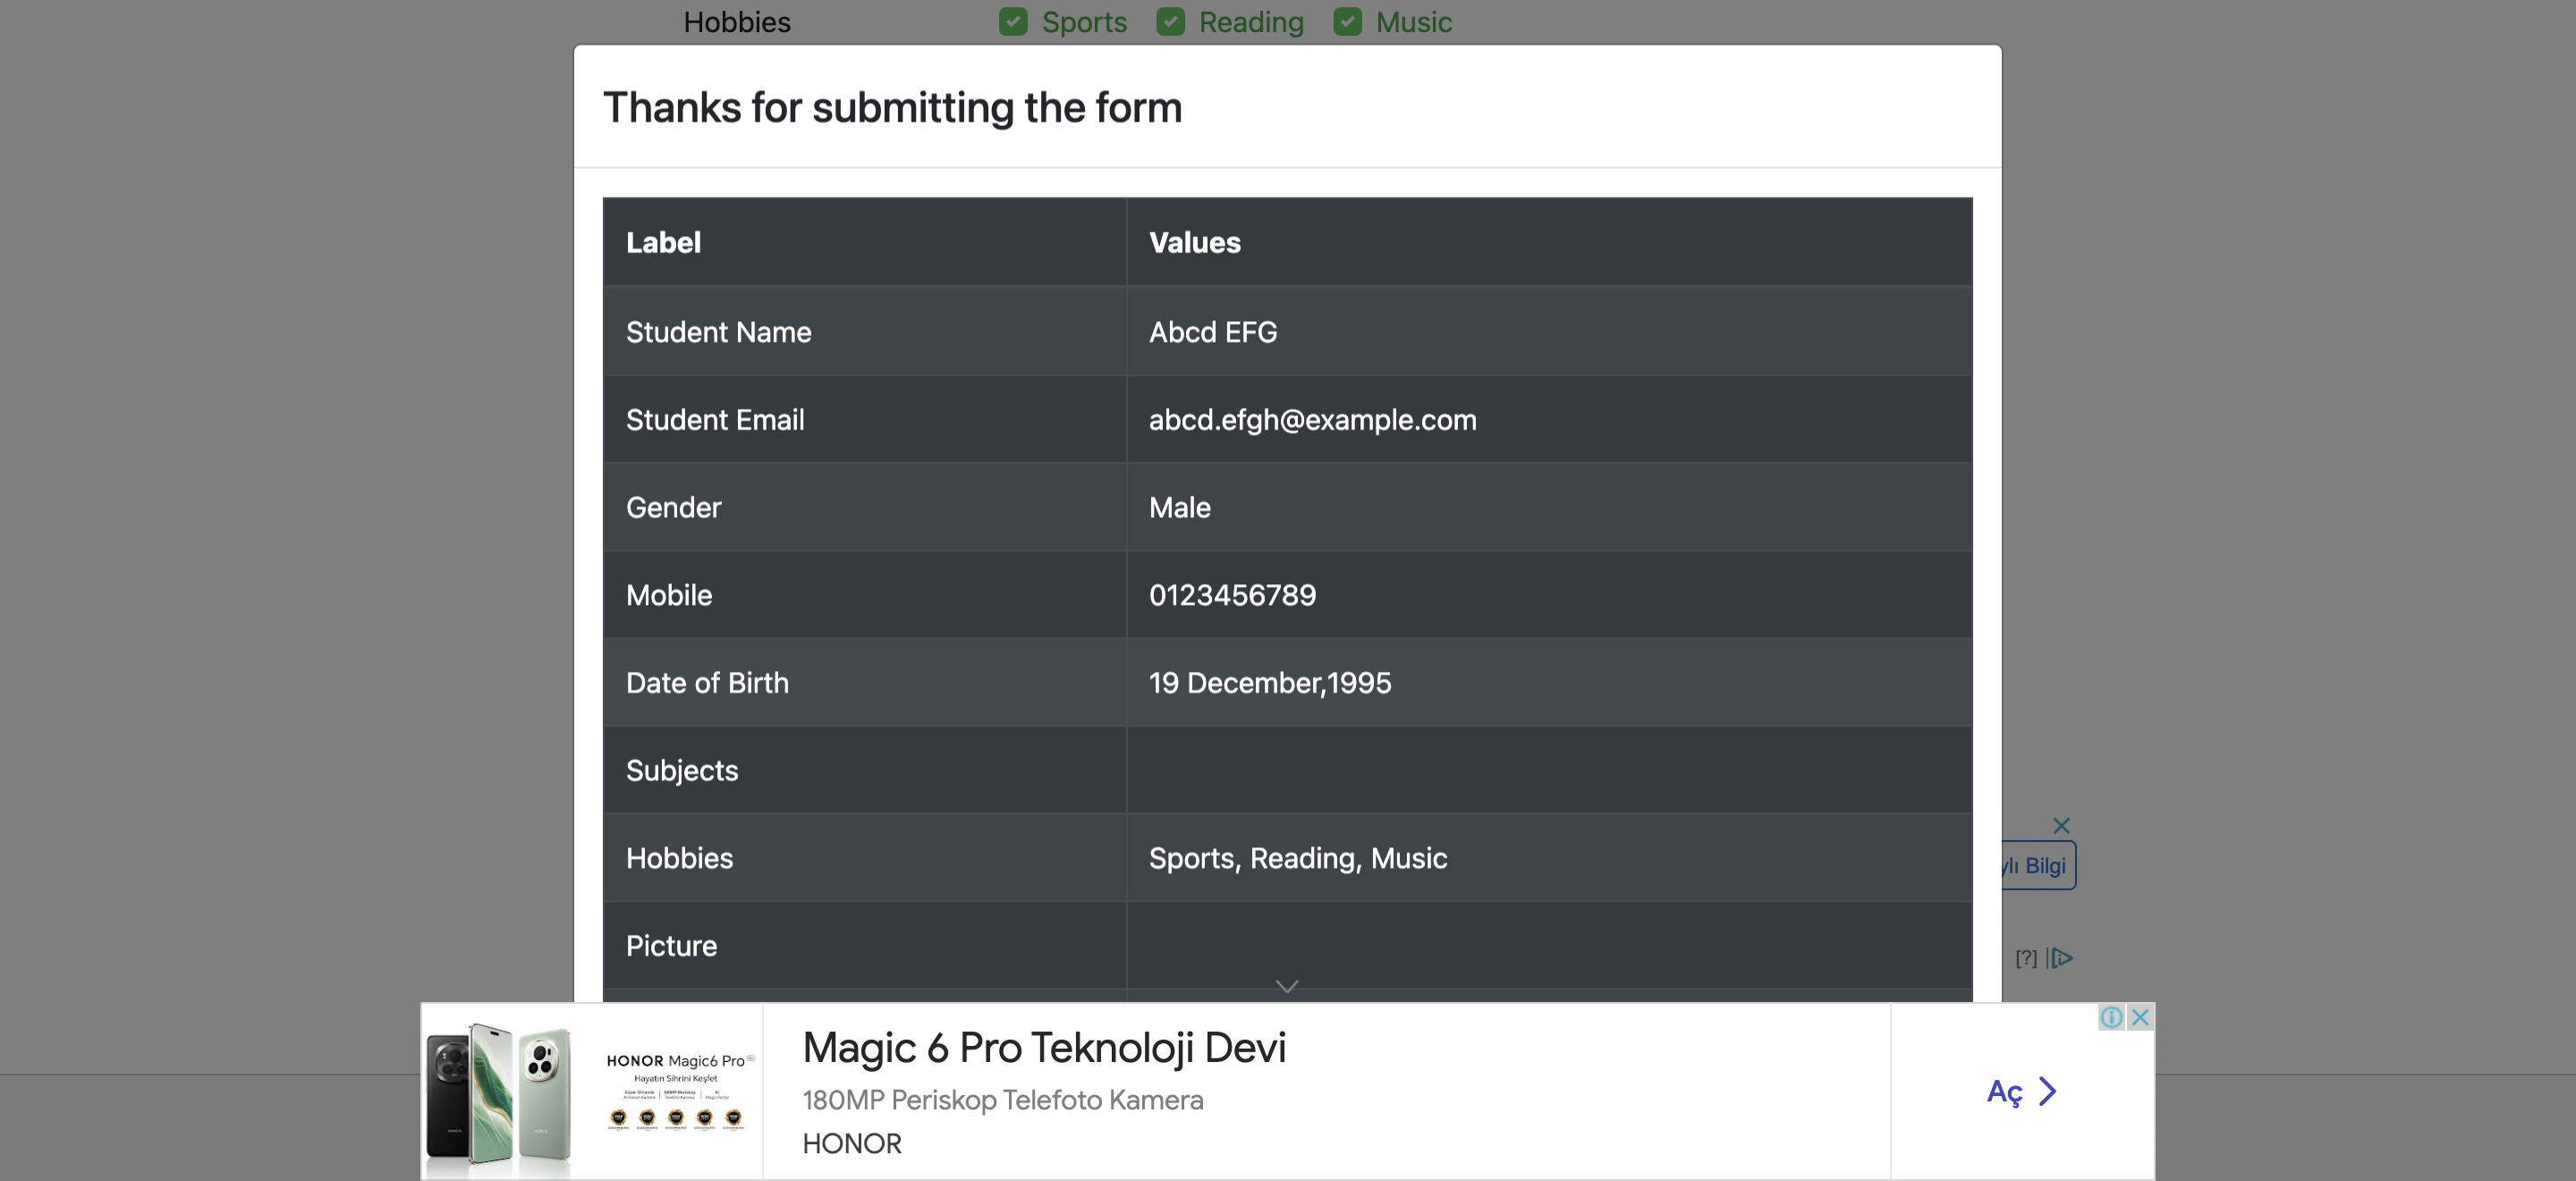 Hobbies Sports Reading Music
Thanks for submitting the form
Label Values
Student Name Abcd EFG
Student Email abcd.efgh@example.com
Gender Male
Mobile 0123456789
Date of Birth 19 December,1995
Subjects
Hobbies Sports, Reading, Music
Picture
ylı Bilgi
[?]
HONOR Magic6 Pro
Hayatın Sihrini Keşfet
Magic 6 Pro Teknoloji Devi
180MP Periskop Telefoto Kamera
HONOR
Aç